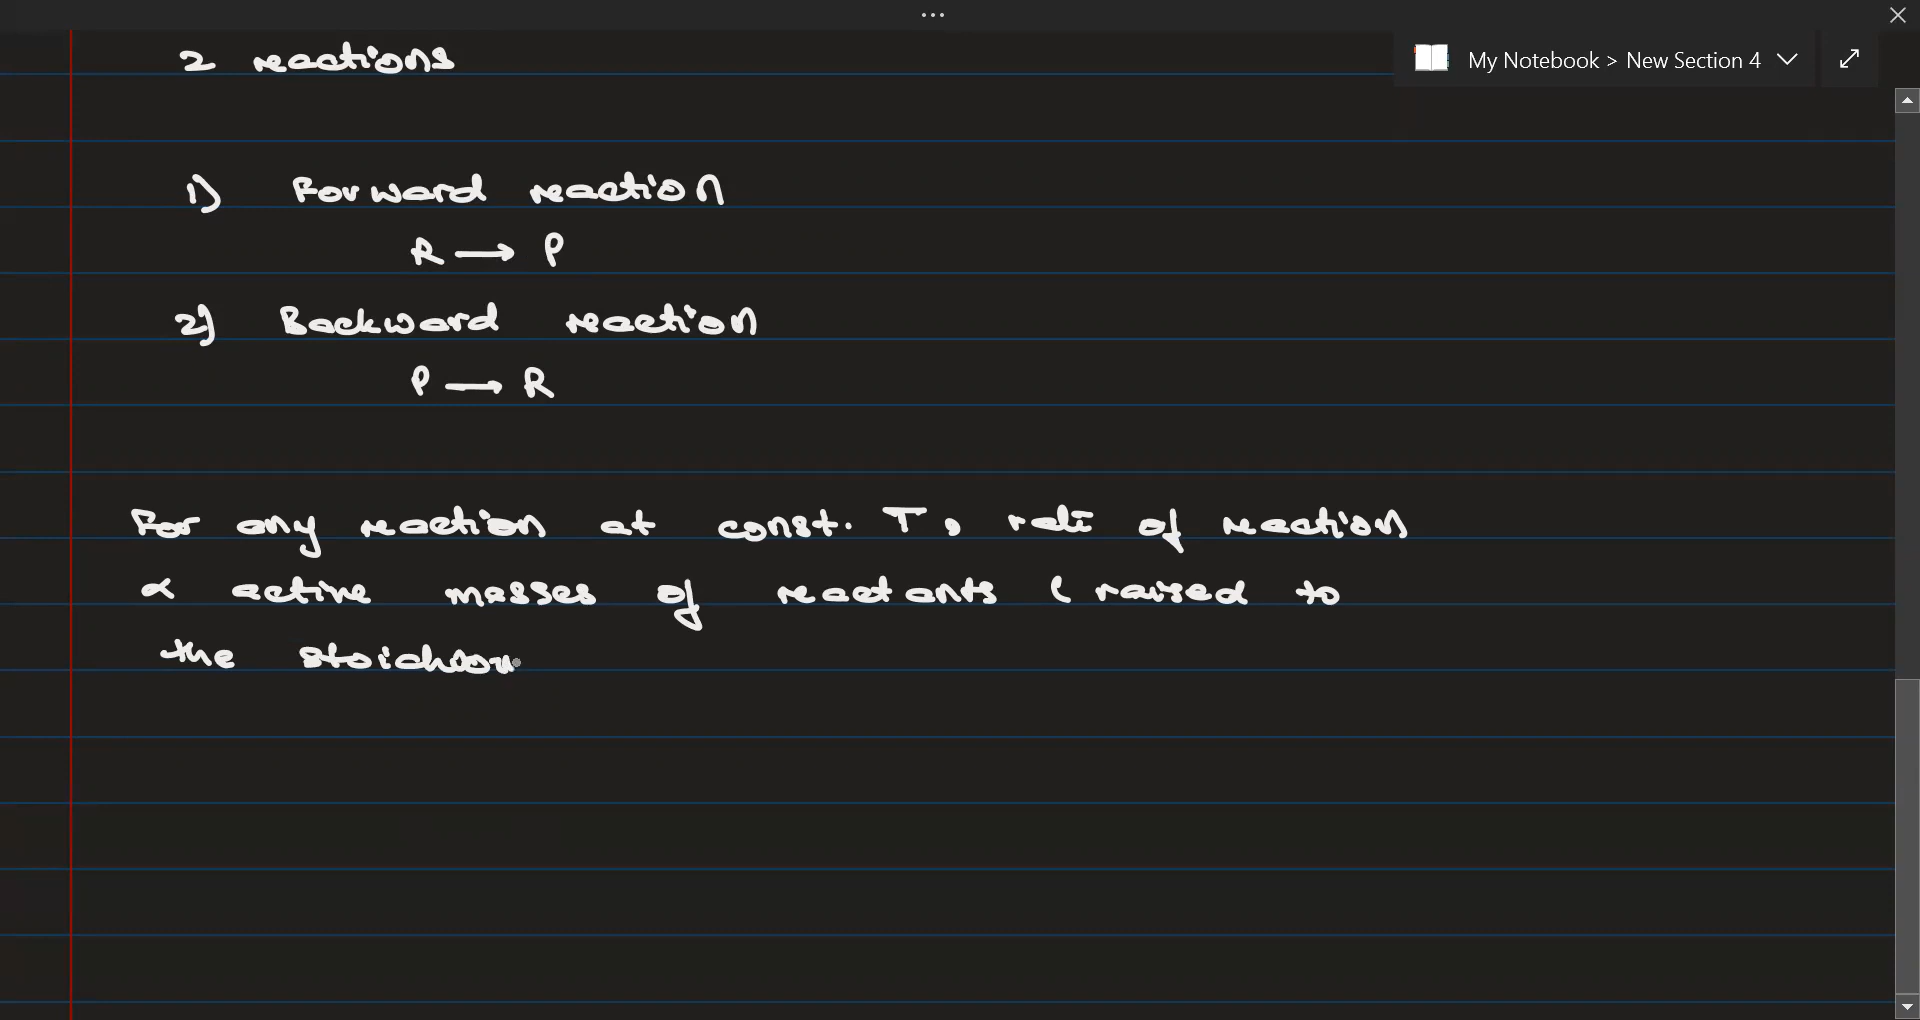 2 reactions
My Notebook > New Section 4
1) Forward reaction
R → P
2) Backward reaction
P → R
For any reaction at const. T, rate of reaction
∝ active masses of reactants (raised to
the stoichiom